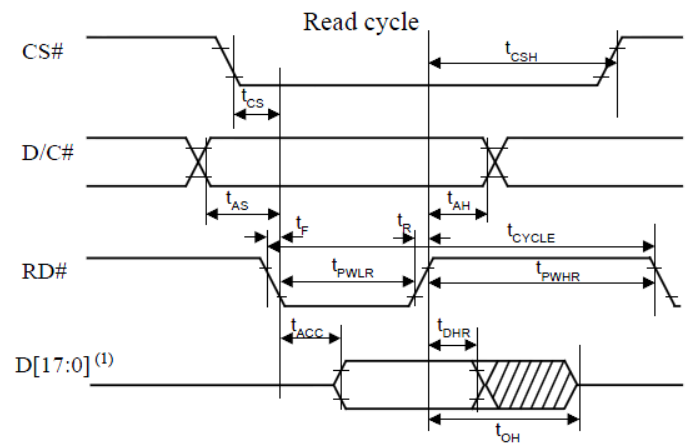 Read cycle
CS#
tCSH
tCS
D/C#
tAS
tAH
tF
tR
tCYCLE
RD#
tPWLR
tPWHR
tACC
tDHR
D[17:0] (1)
tOH